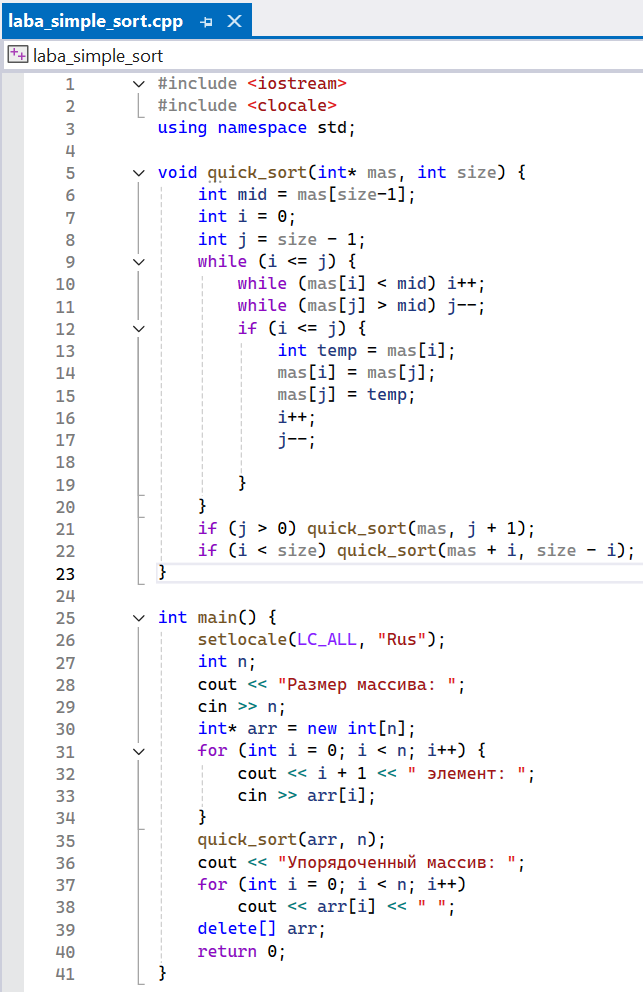 laba_simple_sort.cpp
laba_simple_sort
1 #include <iostream>
2 #include <clocale>
3 using namespace std;
4
5 void quick_sort(int* mas, int size) {
6 int mid = mas[size-1];
7 int i = 0;
8 int j = size - 1;
9 while (i <= j) {
10 while (mas[i] < mid) i++;
11 while (mas[j] > mid) j--;
12 if (i <= j) {
13 int temp = mas[i];
14 mas[i] = mas[j];
15 mas[j] = temp;
16 i++;
17 j--;
18
19 }
20 }
21 if (j > 0) quick_sort(mas, j + 1);
22 if (i < size) quick_sort(mas + i, size - i);
23 }
24
25 int main() {
26 setlocale(LC_ALL, "Rus");
27 int n;
28 cout << "Размер массива: ";
29 cin >> n;
30 int* arr = new int[n];
31 for (int i = 0; i < n; i++) {
32 cout << i + 1 << " элемент: ";
33 cin >> arr[i];
34 }
35 quick_sort(arr, n);
36 cout << "Упорядоченный массив: ";
37 for (int i = 0; i < n; i++)
38 cout << arr[i] << " ";
39 delete[] arr;
40 return 0;
41 }